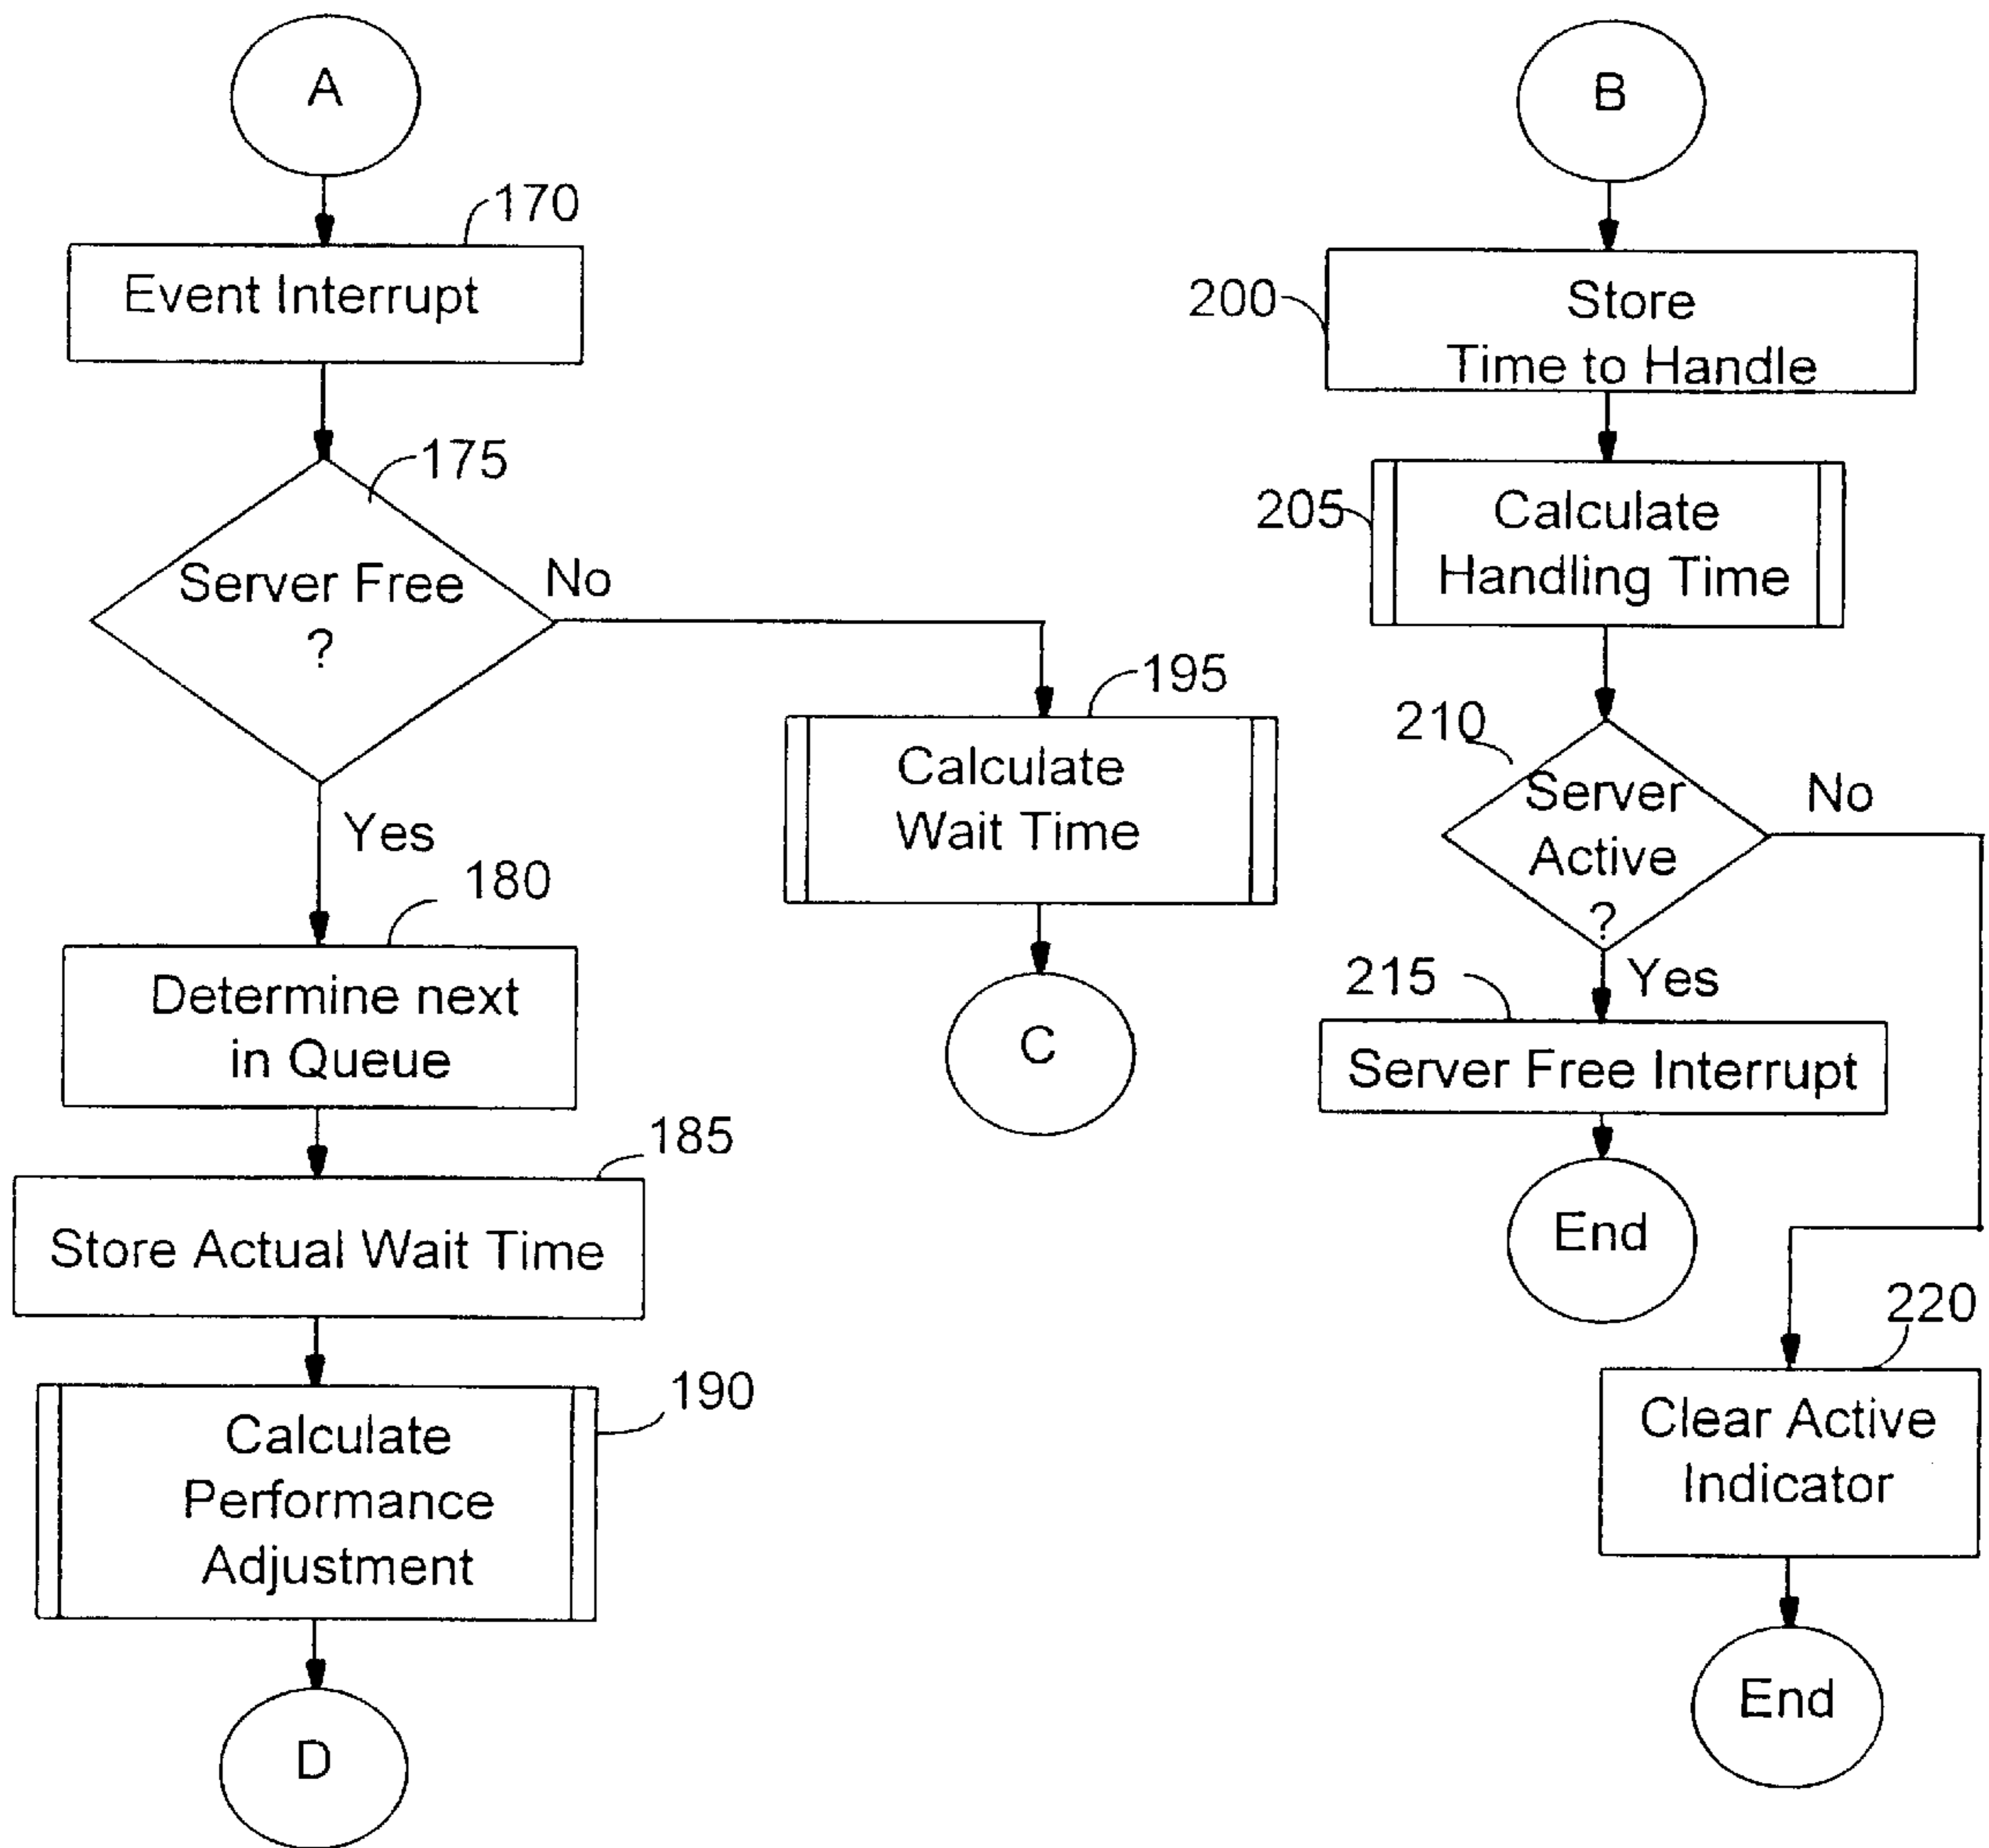 A
170
Event Interrupt
175
Server Free
?
No
Yes
195
Calculate
Wait Time
C
180
Determine next
in Queue
185
Store Actual Wait Time
190
Calculate
Performance
Adjustment
D
B
200
Store
Time to Handle
205
Calculate
Handling Time
210
Server
Active
?
No
Yes
215
Server Free Interrupt
End
220
Clear Active
Indicator
End